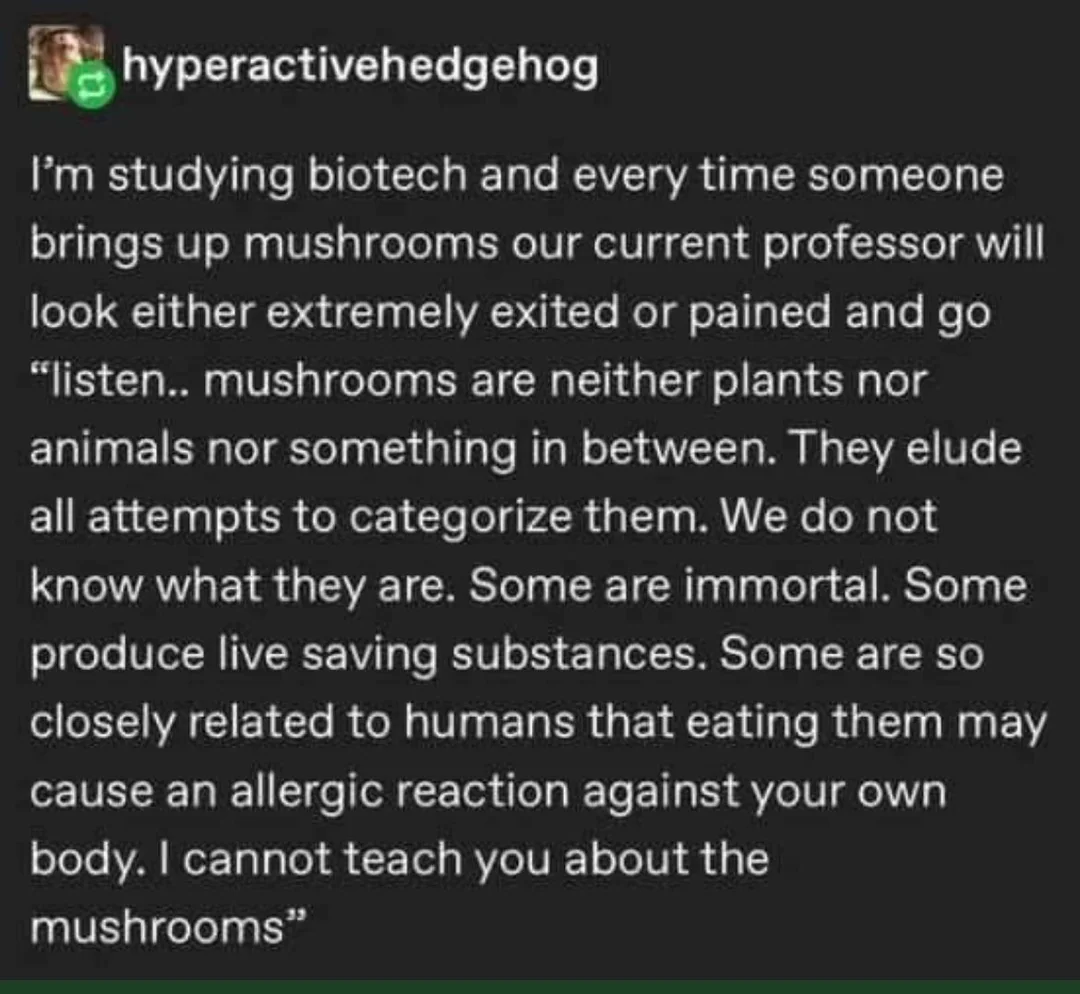 hyperactivehedgehog
I'm studying biotech and every time someone
brings up mushrooms our current professor will
look either extremely exited or pained and go
“listen.. mushrooms are neither plants nor
animals nor something in between. They elude
all attempts to categorize them. We do not
know what they are. Some are immortal. Some
produce live saving substances. Some are so
closely related to humans that eating them may
cause an allergic reaction against your own
body. I cannot teach you about the
mushrooms”